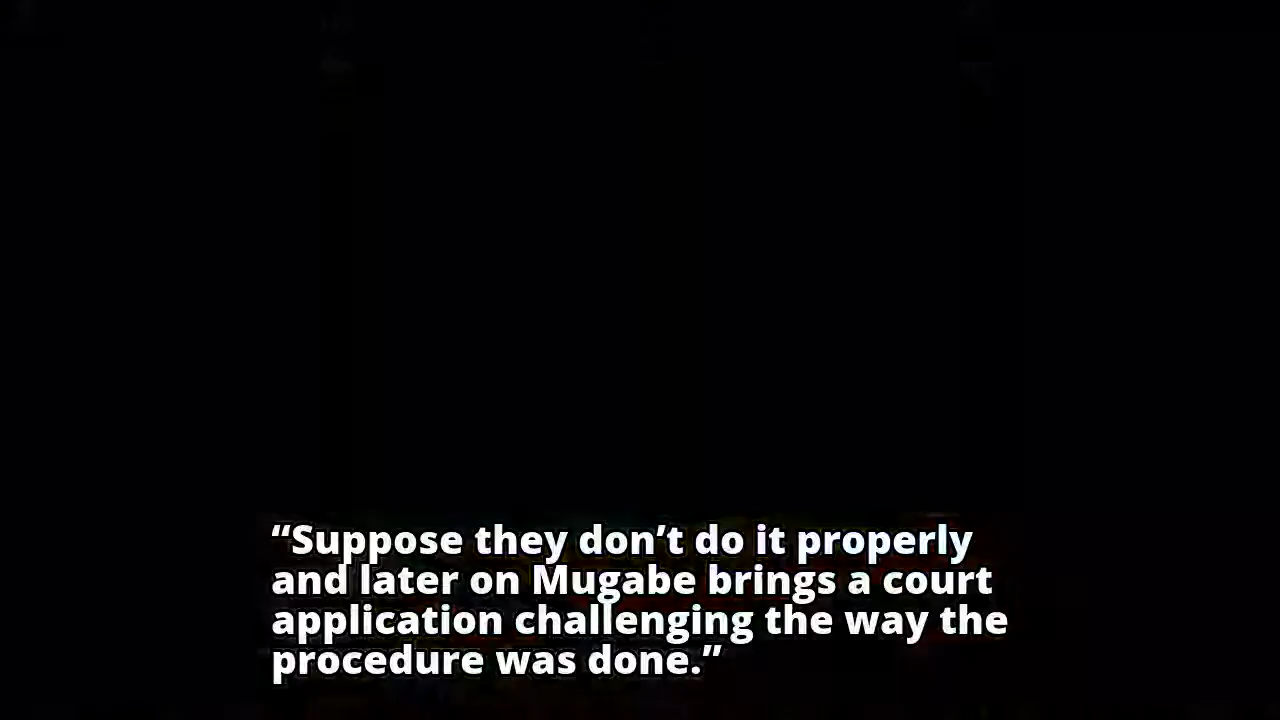 “Suppose they don’t do it properly
and later on Mugabe brings a court
application challenging the way the
procedure was done.”